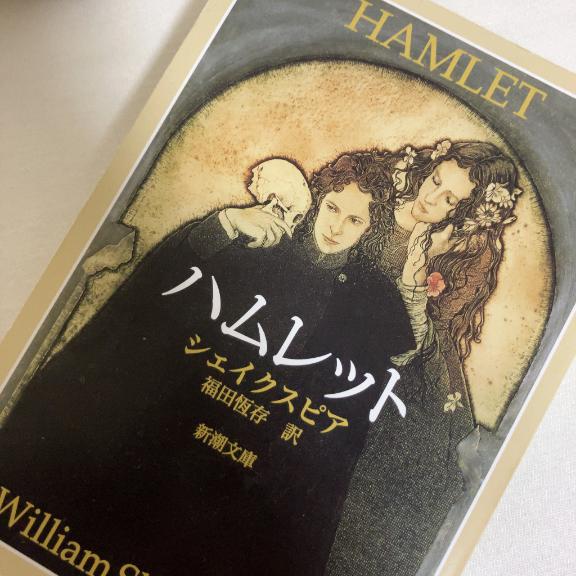 HAMLET
ハムレット
シェイクスピア
福田恆存 訳
新潮文庫
William